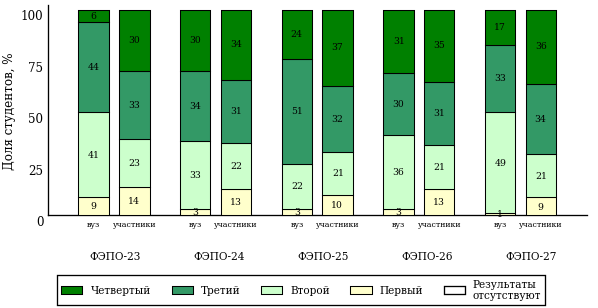 Доля студентов, %
100
75
50
25
0
6 30 30 34 24 37 31 35 17 36
44 33 34 31 51 32 30 31 33 34
41 23 33 22 22 21 36 21 49 21
9 14 3 13 3 10 3 13 1 9
вуз участники вуз участники вуз участники вуз участники вуз участники
ФЭПО-23 ФЭПО-24 ФЭПО-25 ФЭПО-26 ФЭПО-27
Четвертый Третий Второй Первый Результаты
отсутствуют